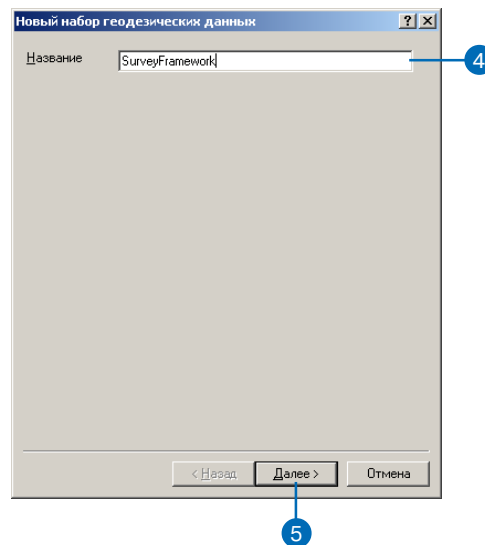 Новый набор геодезических данных
Название SurveyFramework
4
< Назад Далее > Отмена
5